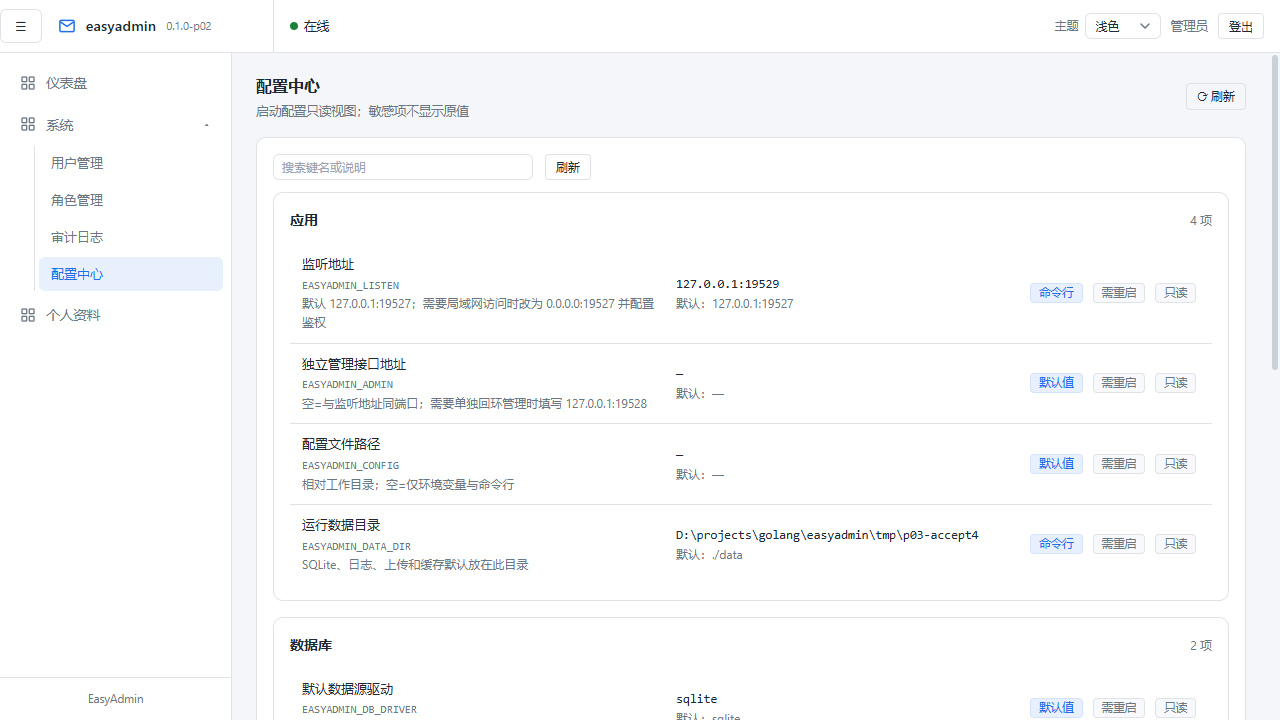 ☰ easyadmin 0.1.0-p02 在线 主题 浅色 管理员 登出
仪表盘
系统
用户管理
角色管理
审计日志
配置中心
个人资料
EasyAdmin
配置中心
启动配置只读视图；敏感项不显示原值
刷新
搜索键名或说明 刷新
应用 4 项
监听地址
EASYADMIN_LISTEN
默认 127.0.0.1:19527；需要局域网访问时改为 0.0.0.0:19527 并配置
鉴权
127.0.0.1:19529
默认：127.0.0.1:19527
命令行 需重启 只读
独立管理接口地址
EASYADMIN_ADMIN
空=与监听地址同端口；需要单独回环管理时填写 127.0.0.1:19528
—
默认：—
默认值 需重启 只读
配置文件路径
EASYADMIN_CONFIG
相对工作目录；空=仅环境变量与命令行
—
默认：—
默认值 需重启 只读
运行数据目录
EASYADMIN_DATA_DIR
SQLite、日志、上传和缓存默认放在此目录
D:\projects\golang\easyadmin\tmp\p03-accept4
默认：./data
命令行 需重启 只读
数据库 2 项
默认数据源驱动
EASYADMIN_DB_DRIVER
sqlite
默认：sqlite
默认值 需重启 只读